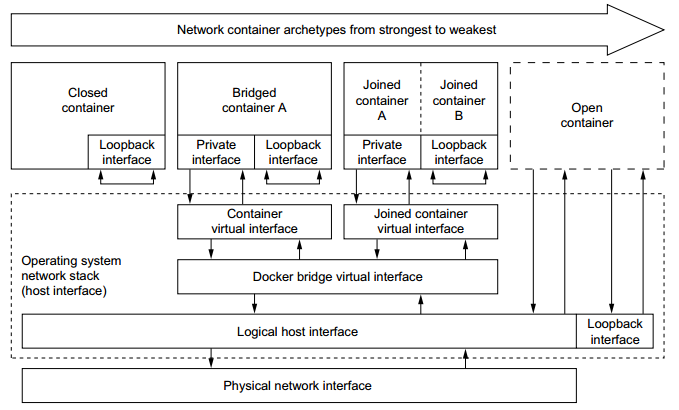 Network container archetypes from strongest to weakest
Closed
container
Loopback
interface
Bridged
container A
Private
interface
Loopback
interface
Joined
container
A
Joined
container
B
Private
interface
Loopback
interface
Open
container
Operating system
network stack
(host interface)
Container
virtual interface
Joined container
virtual interface
Docker bridge virtual interface
Logical host interface
Loopback
interface
Physical network interface